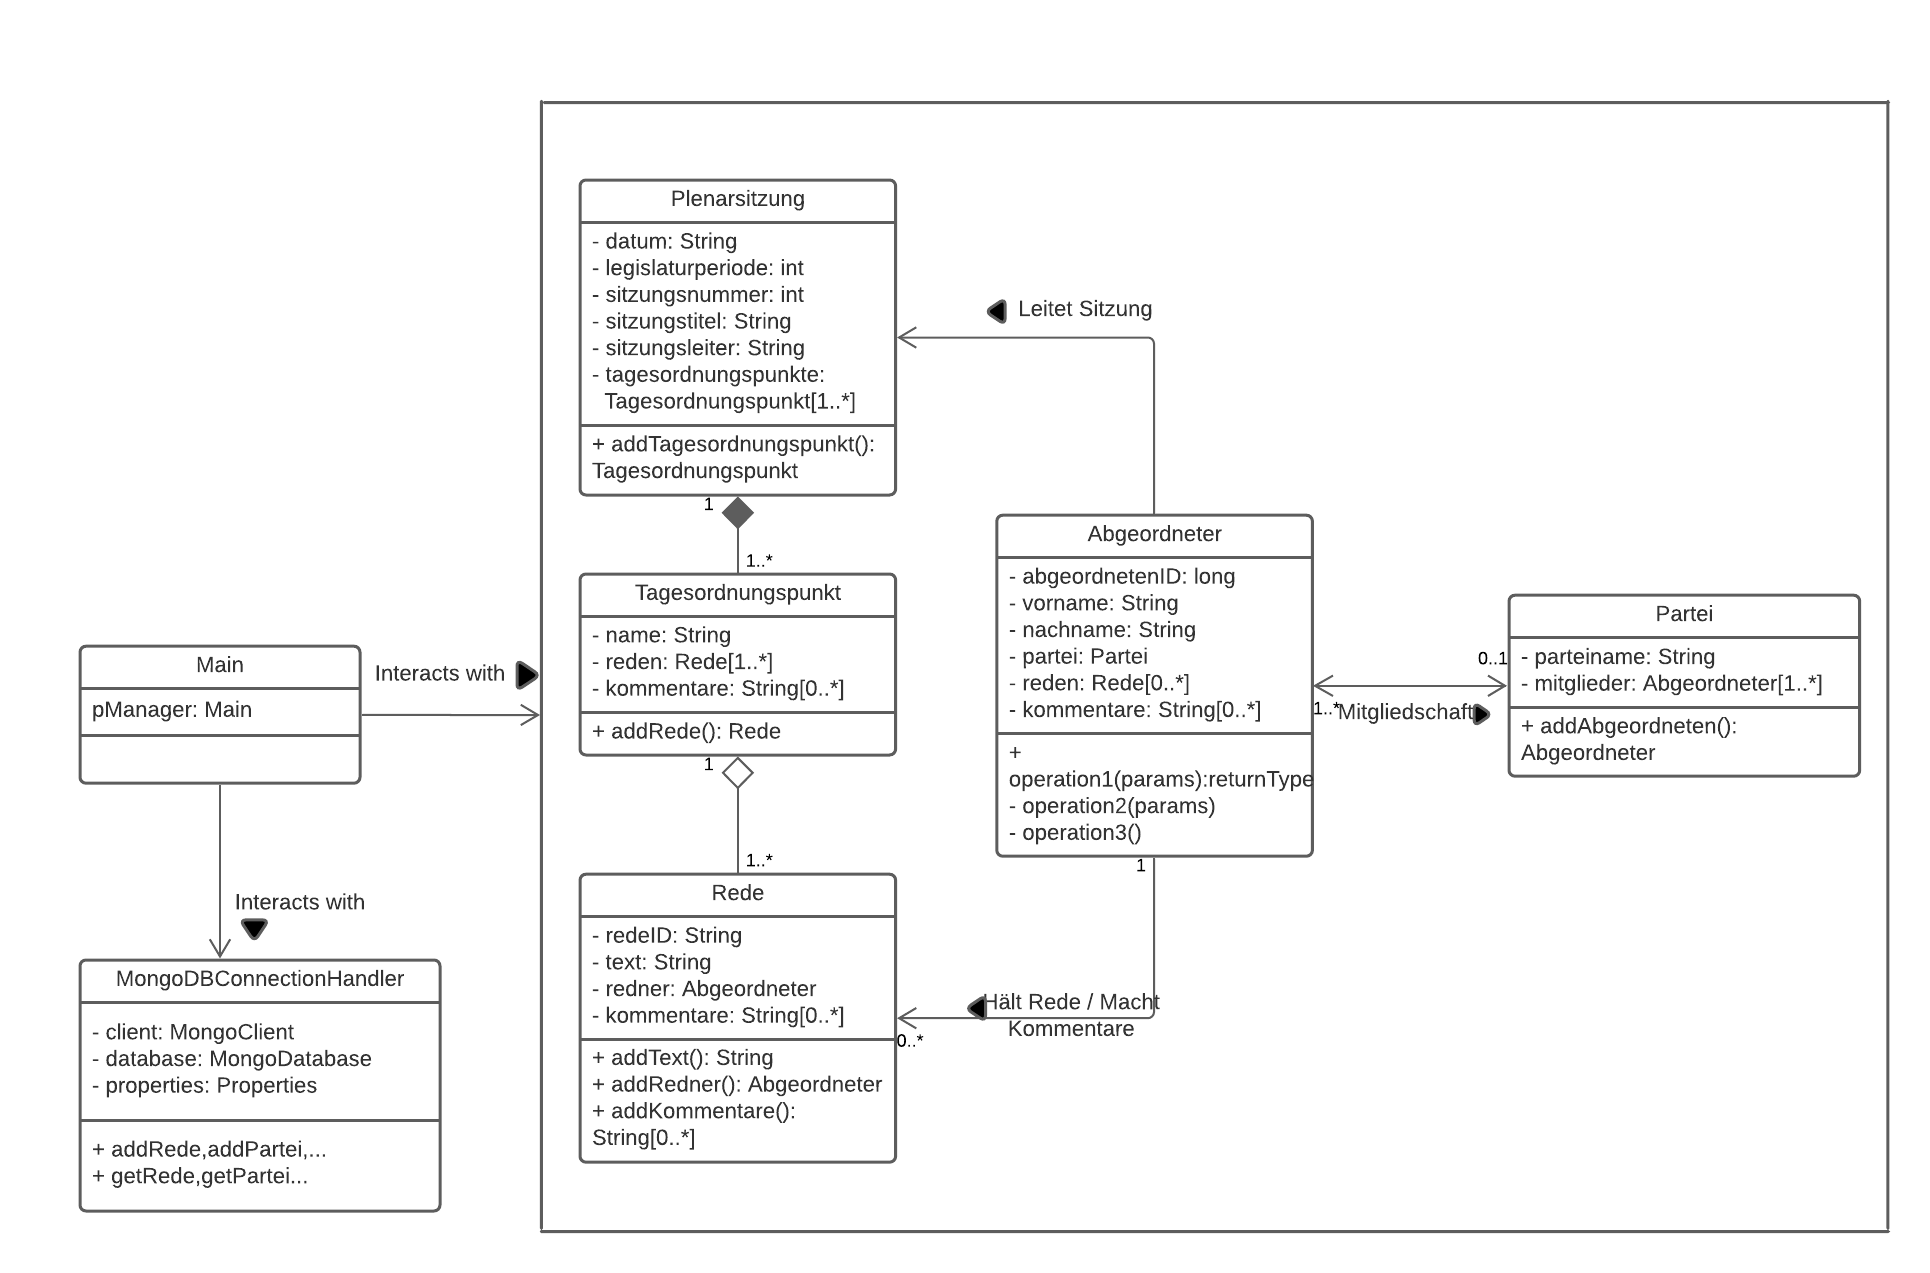 Plenarsitzung
- datum: String
- legislaturperiode: int
- sitzungsnummer: int
- sitzungstitel: String
- sitzungsleiter: String
- tagesordnungspunkte:
Tagesordnungspunkt[1..*]
+ addTagesordnungspunkt():
Tagesordnungspunkt
1
1..*
Leitet Sitzung
Tagesordnungspunkt
- name: String
- reden: Rede[1..*]
- kommentare: String[0..*]
+ addRede(): Rede
1
1..*
Abgeordneter
- abgeordnetenID: long
- vorname: String
- nachname: String
- partei: Partei
- reden: Rede[0..*]
- kommentare: String[0..*]
+
operation1(params):returnType
- operation2(params)
- operation3()
1
0..1
1..*
Mitgliedschaft
Partei
- parteiname: String
- mitglieder: Abgeordneter[1..*]
+ addAbgeordneten():
Abgeordneter
Main
pManager: Main
Interacts with
Interacts with
Rede
- redeID: String
- text: String
- redner: Abgeordneter
- kommentare: String[0..*]
+ addText(): String
+ addRedner(): Abgeordneter
+ addKommentare():
String[0..*]
Hält Rede / Macht
Kommentare
0..*
MongoDBConnectionHandler
- client: MongoClient
- database: MongoDatabase
- properties: Properties
+ addRede,addPartei,...
+ getRede,getPartei...